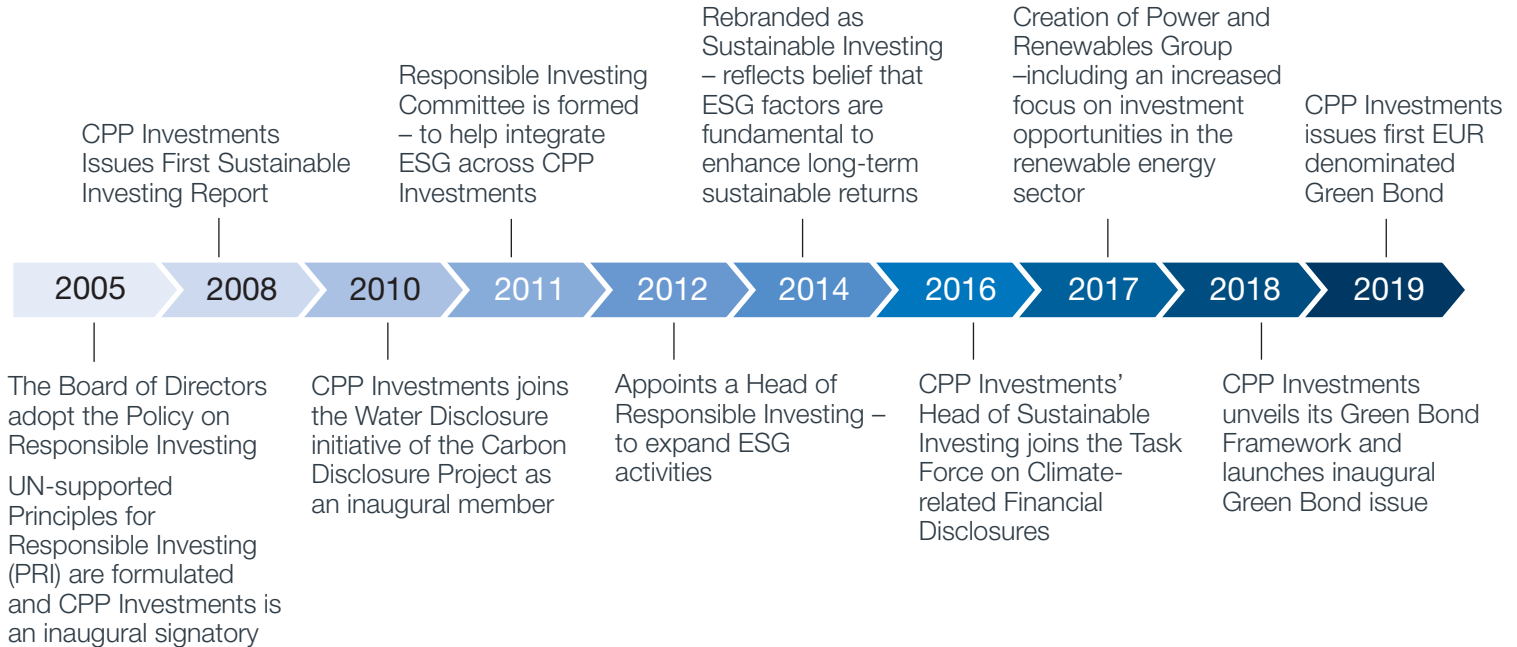 CPP Investments
Issues First Sustainable
Investing Report
Responsible Investing
Committee is formed
– to help integrate
ESG across CPP
Investments
Rebranded as
Sustainable Investing
– reflects belief that
ESG factors are
fundamental to
enhance long-term
sustainable returns
Creation of Power and
Renewables Group
–including an increased
focus on investment
opportunities in the
renewable energy
sector
CPP Investments
issues first EUR
denominated
Green Bond
2005
2008
2010
2011
2012
2014
2016
2017
2018
2019
The Board of Directors
adopt the Policy on
Responsible Investing
UN-supported
Principles for
Responsible Investing
(PRI) are formulated
and CPP Investments is
an inaugural signatory
CPP Investments joins
the Water Disclosure
initiative of the Carbon
Disclosure Project as
an inaugural member
Appoints a Head of
Responsible Investing –
to expand ESG
activities
CPP Investments’
Head of Sustainable
Investing joins the Task
Force on Climate-
related Financial
Disclosures
CPP Investments
unveils its Green Bond
Framework and
launches inaugural
Green Bond issue